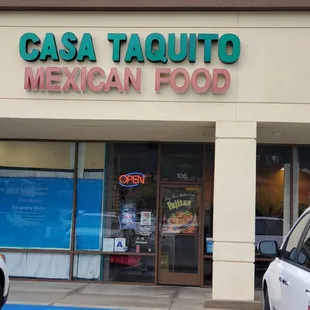 CASA TAQUITO
MEXICAN FOOD
106
OPEN
Fajitas
A